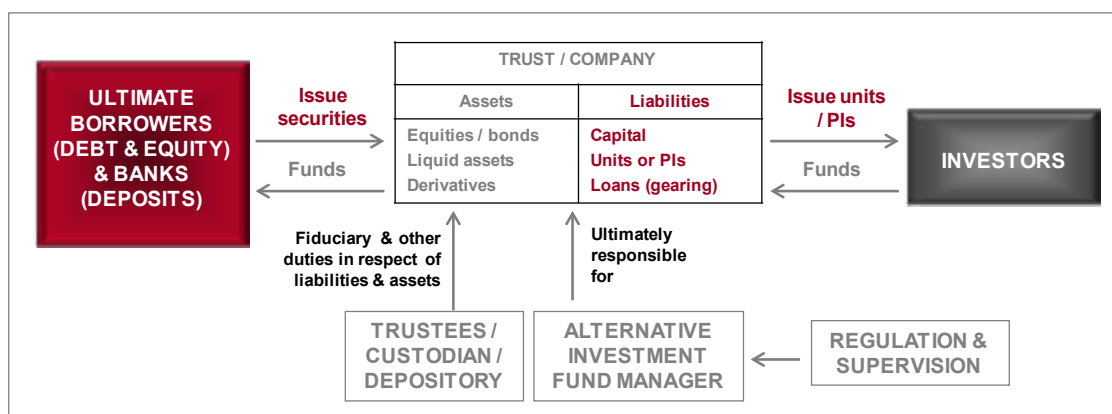 TRUST / COMPANY
Assets
Liabilities
Equities / bonds
Liquid assets
Derivatives
Capital
Units or PIs
Loans (gearing)
ULTIMATE
BORROWERS
(DEBT & EQUITY)
& BANKS
(DEPOSITS)
Issue
securities
Funds
Issue units
/ PIs
Funds
INVESTORS
Fiduciary & other
duties in respect of
liabilities & assets
Ultimately
responsible
for
TRUSTEES /
CUSTODIAN /
DEPOSITORY
ALTERNATIVE
INVESTMENT
FUND MANAGER
REGULATION &
SUPERVISION